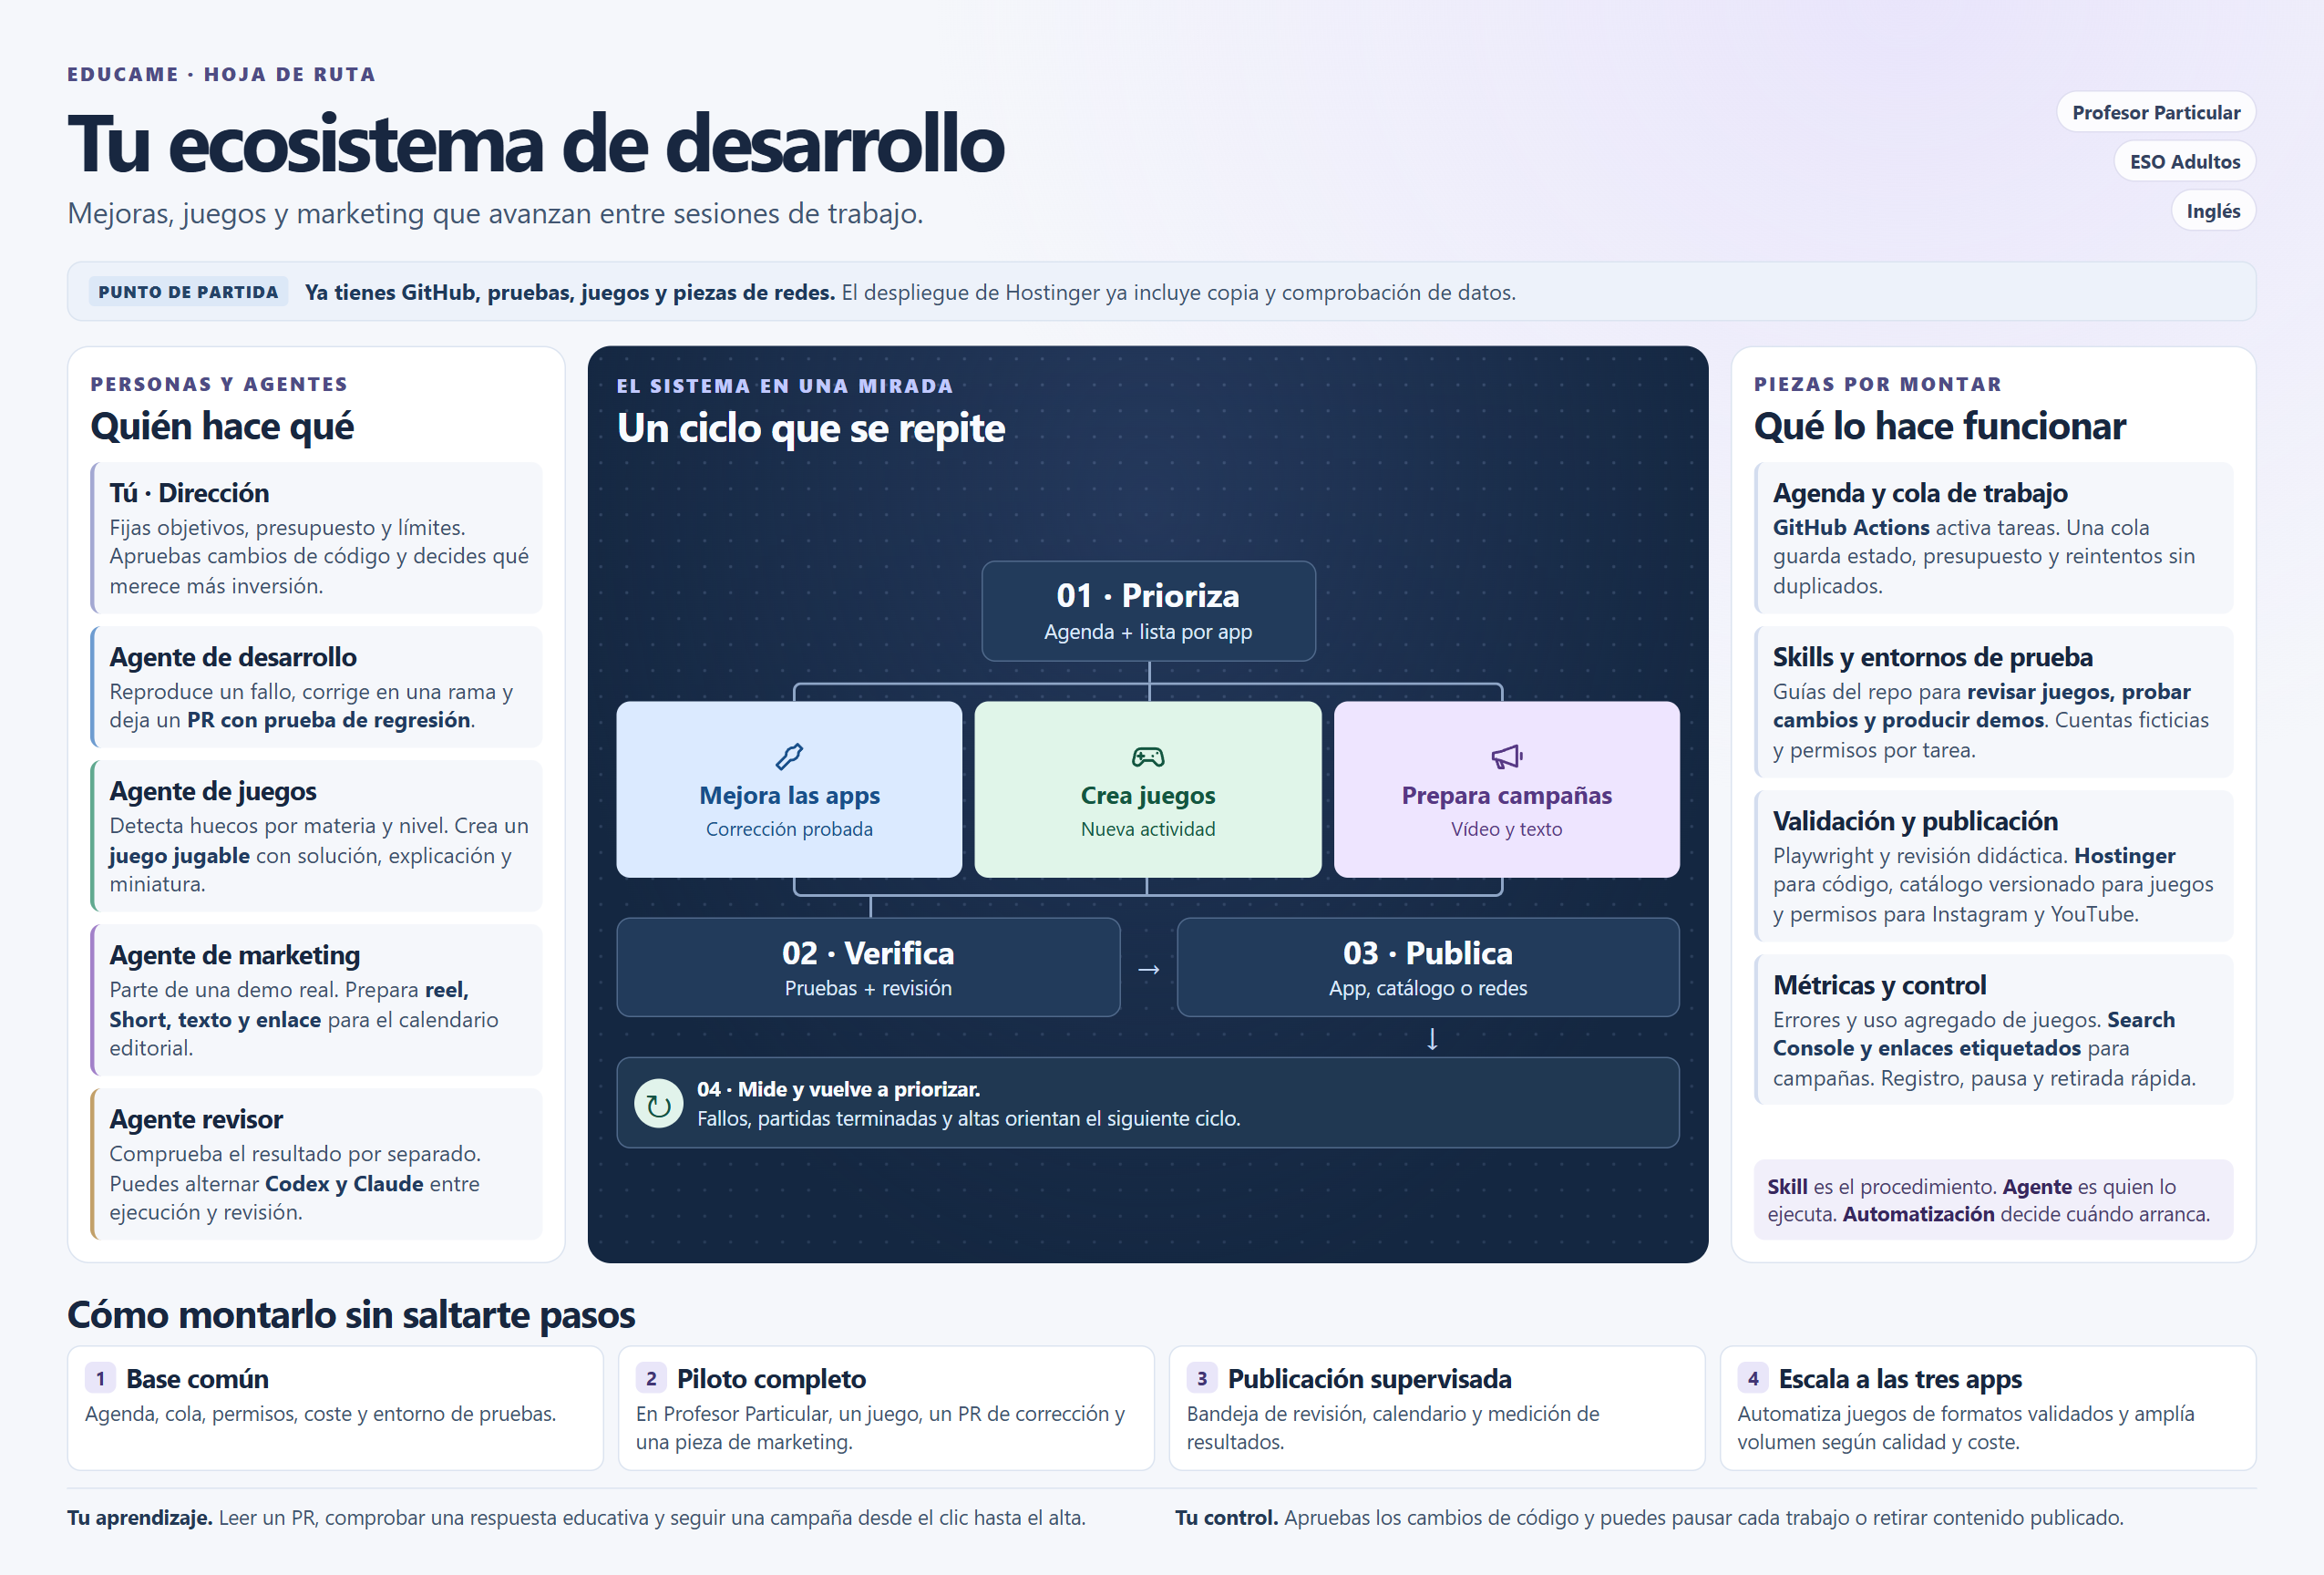 EDUCAME · HOJA DE RUTA
Tu ecosistema de desarrollo
Mejoras, juegos y marketing que avanzan entre sesiones de trabajo.
Profesor Particular
ESO Adultos
Inglés
PUNTO DE PARTIDA Ya tienes GitHub, pruebas, juegos y piezas de redes. El despliegue de Hostinger ya incluye copia y comprobación de datos.
PERSONAS Y AGENTES
Quién hace qué
Tú · Dirección
Fijas objetivos, presupuesto y límites.
Apruebas cambios de código y decides qué
merece más inversión.
Agente de desarrollo
Reproduce un fallo, corrige en una rama y
deja un PR con prueba de regresión.
Agente de juegos
Detecta huecos por materia y nivel. Crea un
juego jugable con solución, explicación y
miniatura.
Agente de marketing
Parte de una demo real. Prepara reel,
Short, texto y enlace para el calendario
editorial.
Agente revisor
Comprueba el resultado por separado.
Puedes alternar Codex y Claude entre
ejecución y revisión.
EL SISTEMA EN UNA MIRADA
Un ciclo que se repite
01 · Prioriza
Agenda + lista por app
Mejora las apps
Corrección probada
Crea juegos
Nueva actividad
Prepara campañas
Vídeo y texto
02 · Verifica
Pruebas + revisión
→
03 · Publica
App, catálogo o redes
↓
04 · Mide y vuelve a priorizar.
Fallos, partidas terminadas y altas orientan el siguiente ciclo.
PIEZAS POR MONTAR
Qué lo hace funcionar
Agenda y cola de trabajo
GitHub Actions activa tareas. Una cola
guarda estado, presupuesto y reintentos sin
duplicados.
Skills y entornos de prueba
Guías del repo para revisar juegos, probar
cambios y producir demos. Cuentas ficticias
y permisos por tarea.
Validación y publicación
Playwright y revisión didáctica. Hostinger
para código, catálogo versionado para juegos
y permisos para Instagram y YouTube.
Métricas y control
Errores y uso agregado de juegos. Search
Console y enlaces etiquetados para
campañas. Registro, pausa y retirada rápida.
Skill es el procedimiento. Agente es quien lo
ejecuta. Automatización decide cuándo arranca.
Cómo montarlo sin saltarte pasos
1 Base común
Agenda, cola, permisos, coste y entorno de pruebas.
2 Piloto completo
En Profesor Particular, un juego, un PR de corrección y
una pieza de marketing.
3 Publicación supervisada
Bandeja de revisión, calendario y medición de
resultados.
4 Escala a las tres apps
Automatiza juegos de formatos validados y amplía
volumen según calidad y coste.
Tu aprendizaje. Leer un PR, comprobar una respuesta educativa y seguir una campaña desde el clic hasta el alta.
Tu control. Apruebas los cambios de código y puedes pausar cada trabajo o retirar contenido publicado.